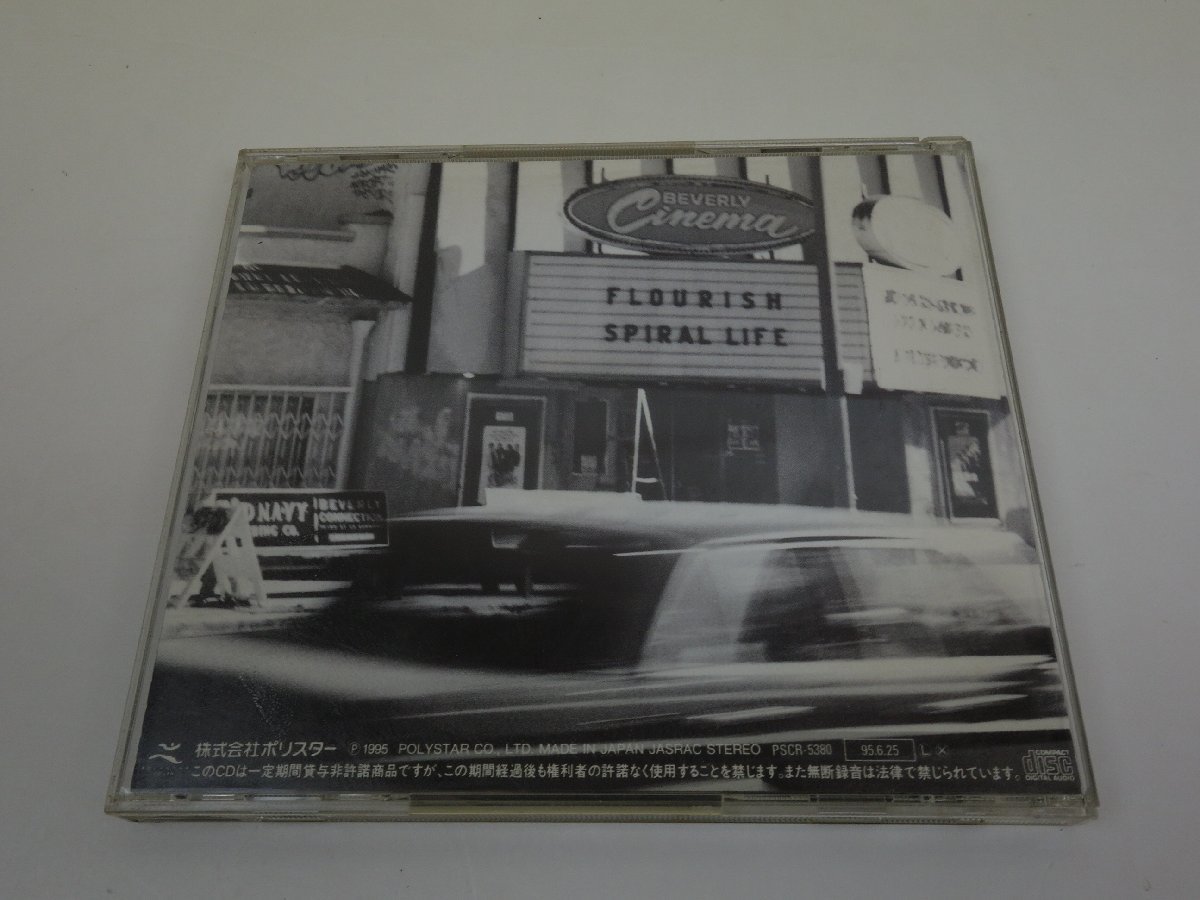 BEVERLY
Cinema
FLOURISH
SPIRAL LIFE
NAVY
BEVERLY
CONNECTION
株式会社ポリスター ℗ 1995 POLYSTAR CO., LTD. MADE IN JAPAN JASRAC STEREO PSCR-5380 95.6.25 L X
このCDは一定期間貸与非許諾商品ですが、この期間経過後も権利者の許諾なく使用することを禁じます。また無断録音は法律で禁じられています。
COMPACT
disc
DIGITAL AUDIO